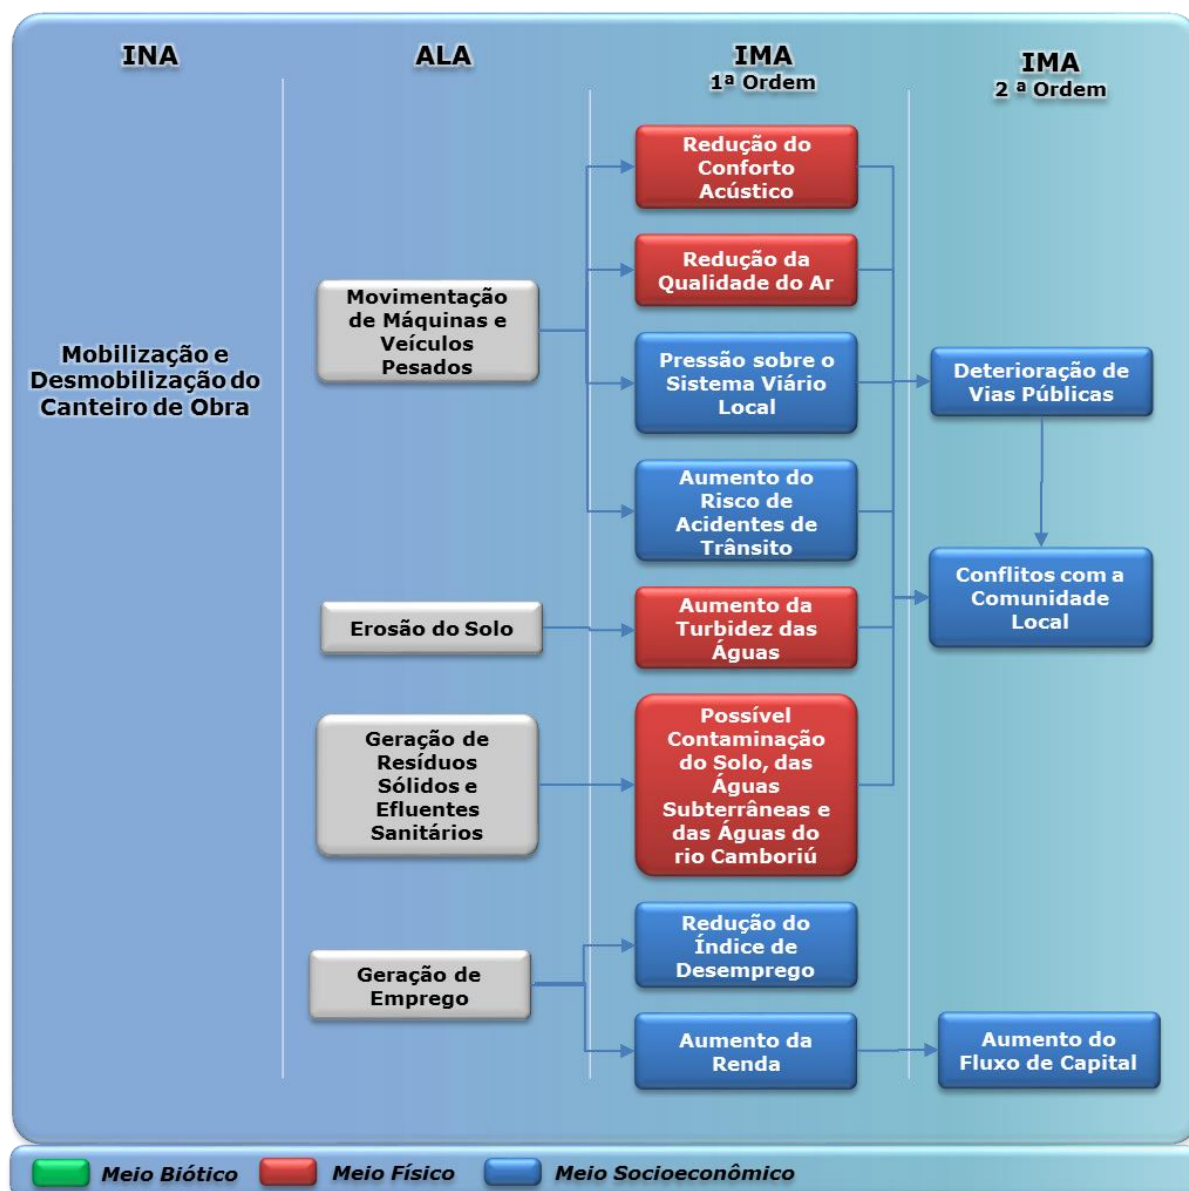 INA
ALA
IMA
1ª Ordem
IMA
2 ª Ordem
Mobilização e
Desmobilização do
Canteiro de Obra
Movimentação
de Máquinas e
Veículos
Pesados
Erosão do Solo
Geração de
Resíduos
Sólidos e
Efluentes
Sanitários
Geração de
Emprego
Redução do
Conforto
Acústico
Redução da
Qualidade do Ar
Pressão sobre o
Sistema Viário
Local
Aumento do
Risco de
Acidentes de
Trânsito
Aumento da
Turbidez das
Águas
Possível
Contaminação
do Solo, das
Águas
Subterrâneas e
das Águas do
rio Camboriú
Redução do
Índice de
Desemprego
Aumento da
Renda
Deterioração de
Vias Públicas
Conflitos com a
Comunidade
Local
Aumento do
Fluxo de Capital
Meio Biótico
Meio Físico
Meio Socioeconômico